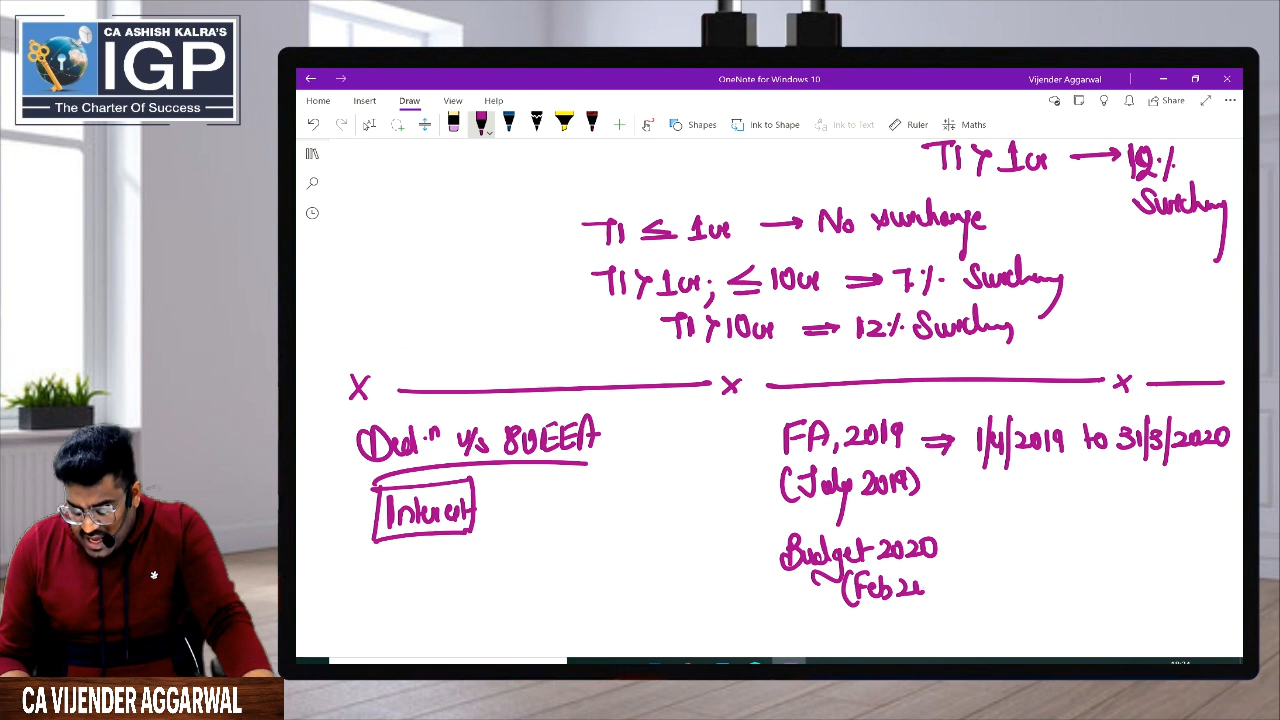 CA ASHISH KALRA'S
IGP
The Charter Of Success
OneNote for Windows 10
Vijender Aggarwal
Home Insert Draw View Help
Share
Shapes
Ink to Shape
Ink to Text
Ruler
Maths
TI > 1cr → 12%
Surcharg
TI ≤ 1cr → No surcharge
TI > 1cr; ≤ 10cr ⇒ 7% Surcharg
TI > 10cr ⇒ 12% Surcharg
X ——— X ——— X ———
Ded.n u/s 80EEA
Interest
FA, 2019 ⇒ 1/4/2019 to 31/3/2020
(July 2019)
Budget 2020
(Feb 20
CA VIJENDER AGGARWAL